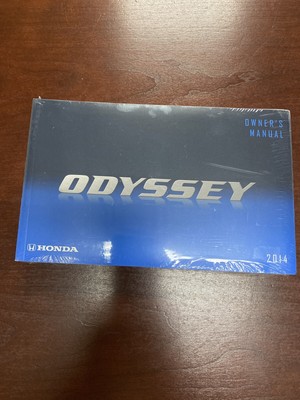 OWNER'S
MANUAL
ODYSSEY
HONDA
2014